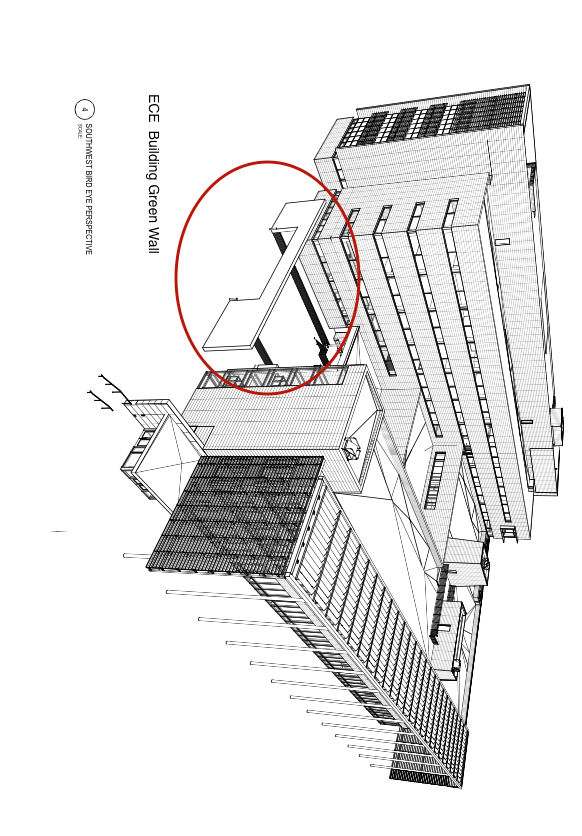 ECE Building Green Wall
4
SOUTHWEST BIRD EYE PERSPECTIVE
SCALE: